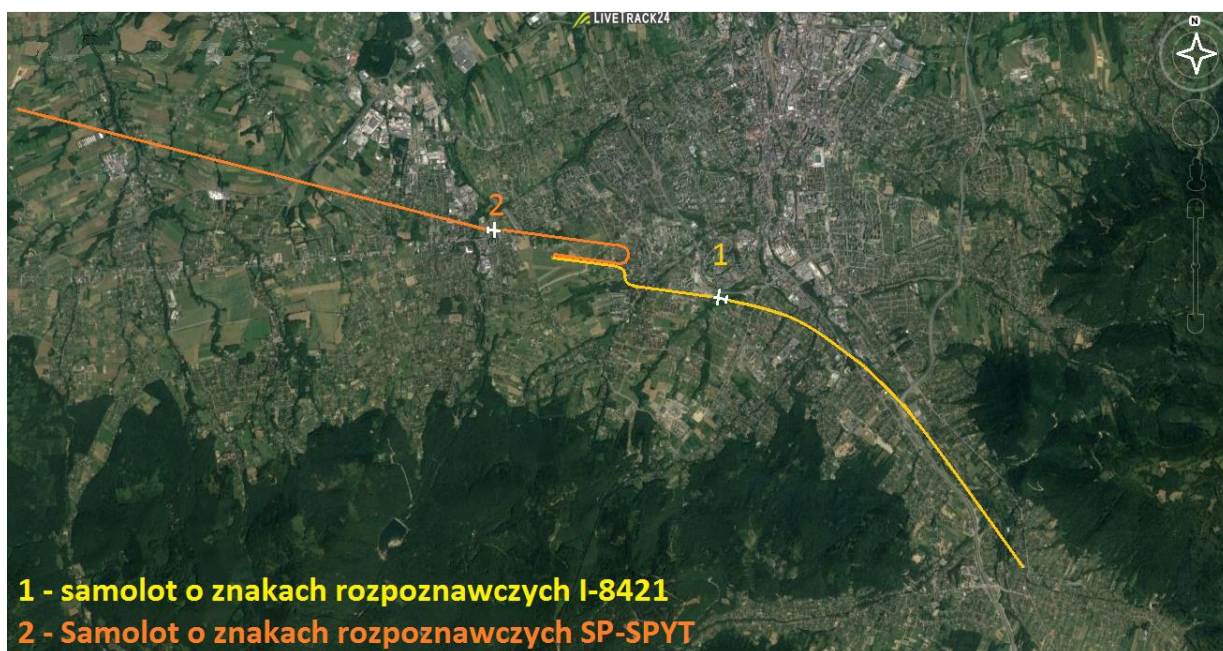 LIVETRACK24
N
2
1
1 - samolot o znakach rozpoznawczych I-8421
2 - Samolot o znakach rozpoznawczych SP-SPYT